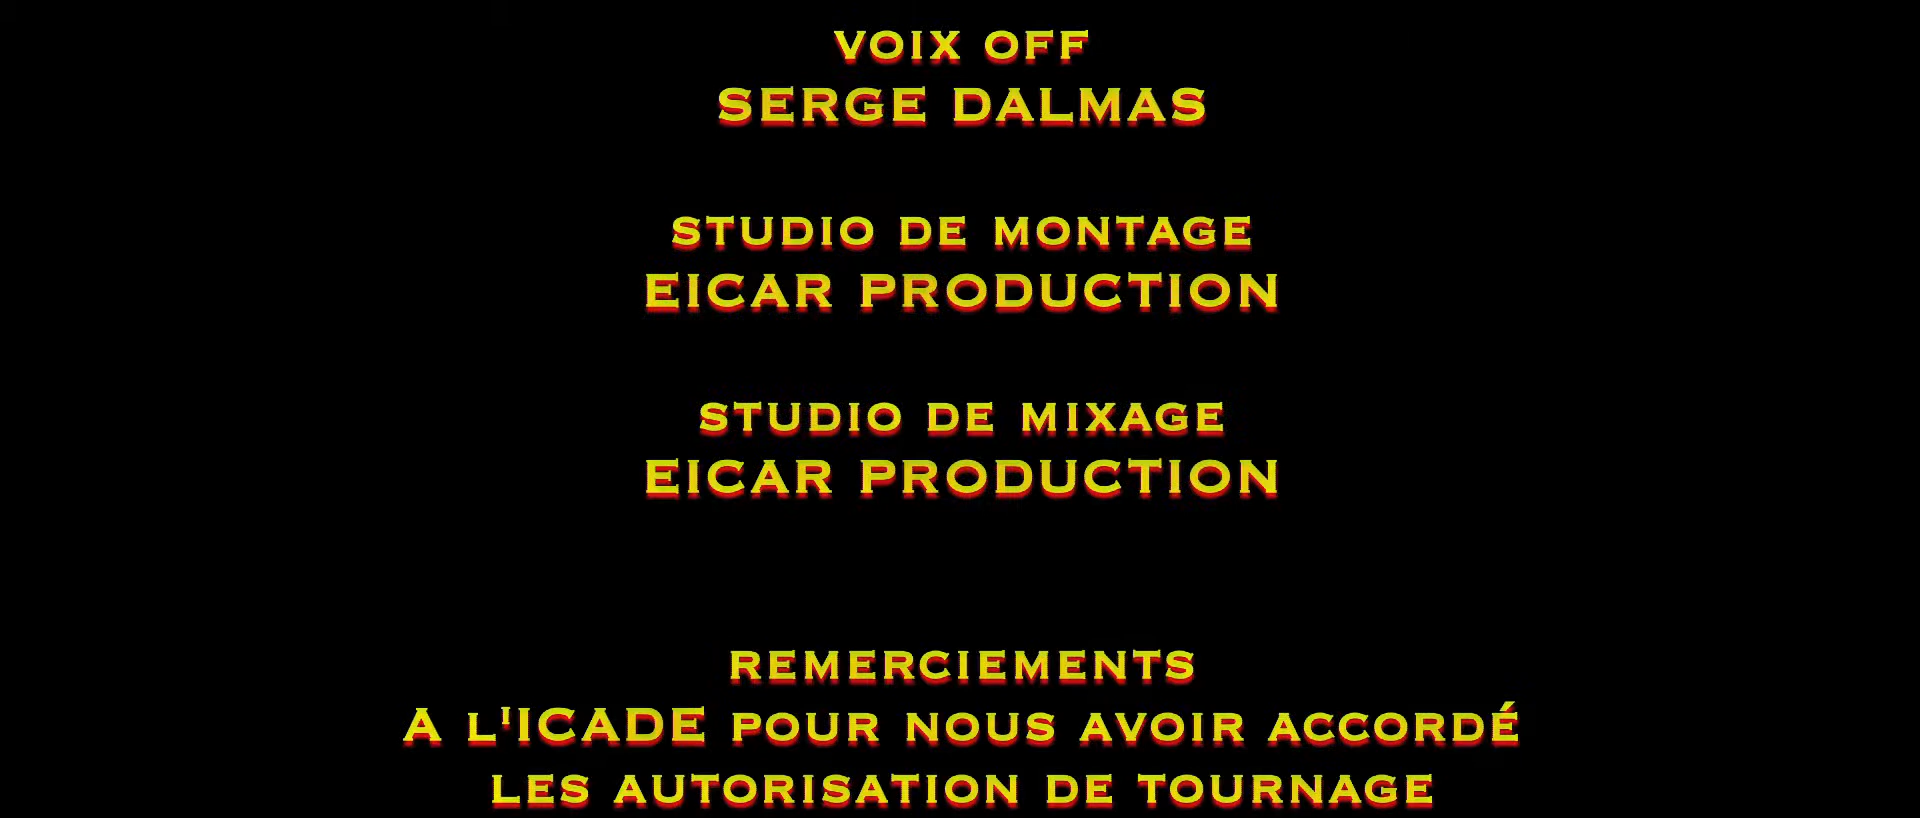 VOIX OFF
SERGE DALMAS
STUDIO DE MONTAGE
EICAR PRODUCTION
STUDIO DE MIXAGE
EICAR PRODUCTION
REMERCIEMENTS
A L'ICADE POUR NOUS AVOIR ACCORDÉ
LES AUTORISATION DE TOURNAGE